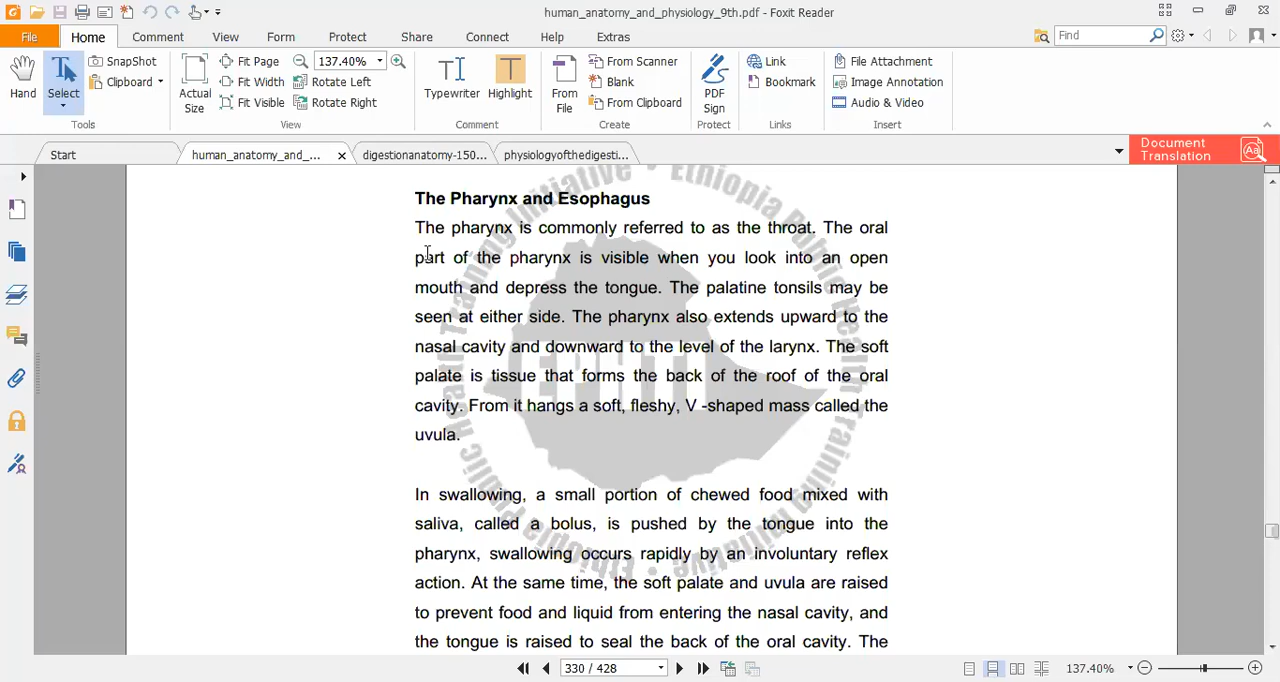 human_anatomy_and_physiology_9th.pdf - Foxit Reader
File Home Comment View Form Protect Share Connect Help Extras Find
Hand
Select
SnapShot
Clipboard
Tools
Actual
Size
Fit Page
Fit Width
Fit Visible
137.40%
Rotate Left
Rotate Right
View
Typewriter
Highlight
Comment
From
File
From Scanner
Blank
From Clipboard
Create
PDF
Sign
Protect
Link
Bookmark
Links
File Attachment
Image Annotation
Audio & Video
Insert
Start human_anatomy_and_... digestionanatomy-150... physiologyofthedigesti...
Document
Translation
The Pharynx and Esophagus
The pharynx is commonly referred to as the throat. The oral
part of the pharynx is visible when you look into an open
mouth and depress the tongue. The palatine tonsils may be
seen at either side. The pharynx also extends upward to the
nasal cavity and downward to the level of the larynx. The soft
palate is tissue that forms the back of the roof of the oral
cavity. From it hangs a soft, fleshy, V -shaped mass called the
uvula.
In swallowing, a small portion of chewed food mixed with
saliva, called a bolus, is pushed by the tongue into the
pharynx, swallowing occurs rapidly by an involuntary reflex
action. At the same time, the soft palate and uvula are raised
to prevent food and liquid from entering the nasal cavity, and
the tongue is raised to seal the back of the oral cavity. The
EPHTI
Training Initiative • Ethiopia Public Health Training Initiative • Ethiopia Public Health
330 / 428
137.40%